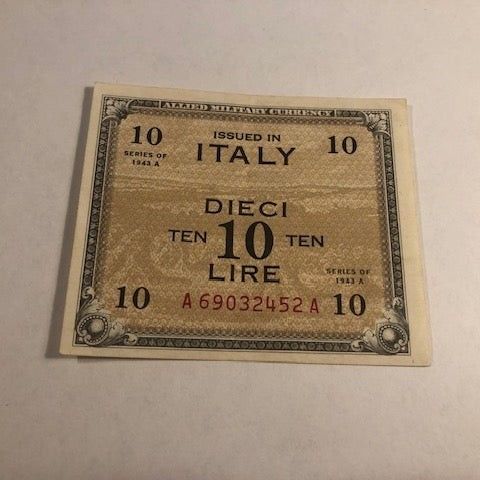 ALLIED MILITARY CURRENCY
10 ISSUED IN 10
SERIES OF
1943 A
ITALY
DIECI
TEN 10 TEN
LIRE
SERIES OF
1943 A
10 A 69032452 A 10